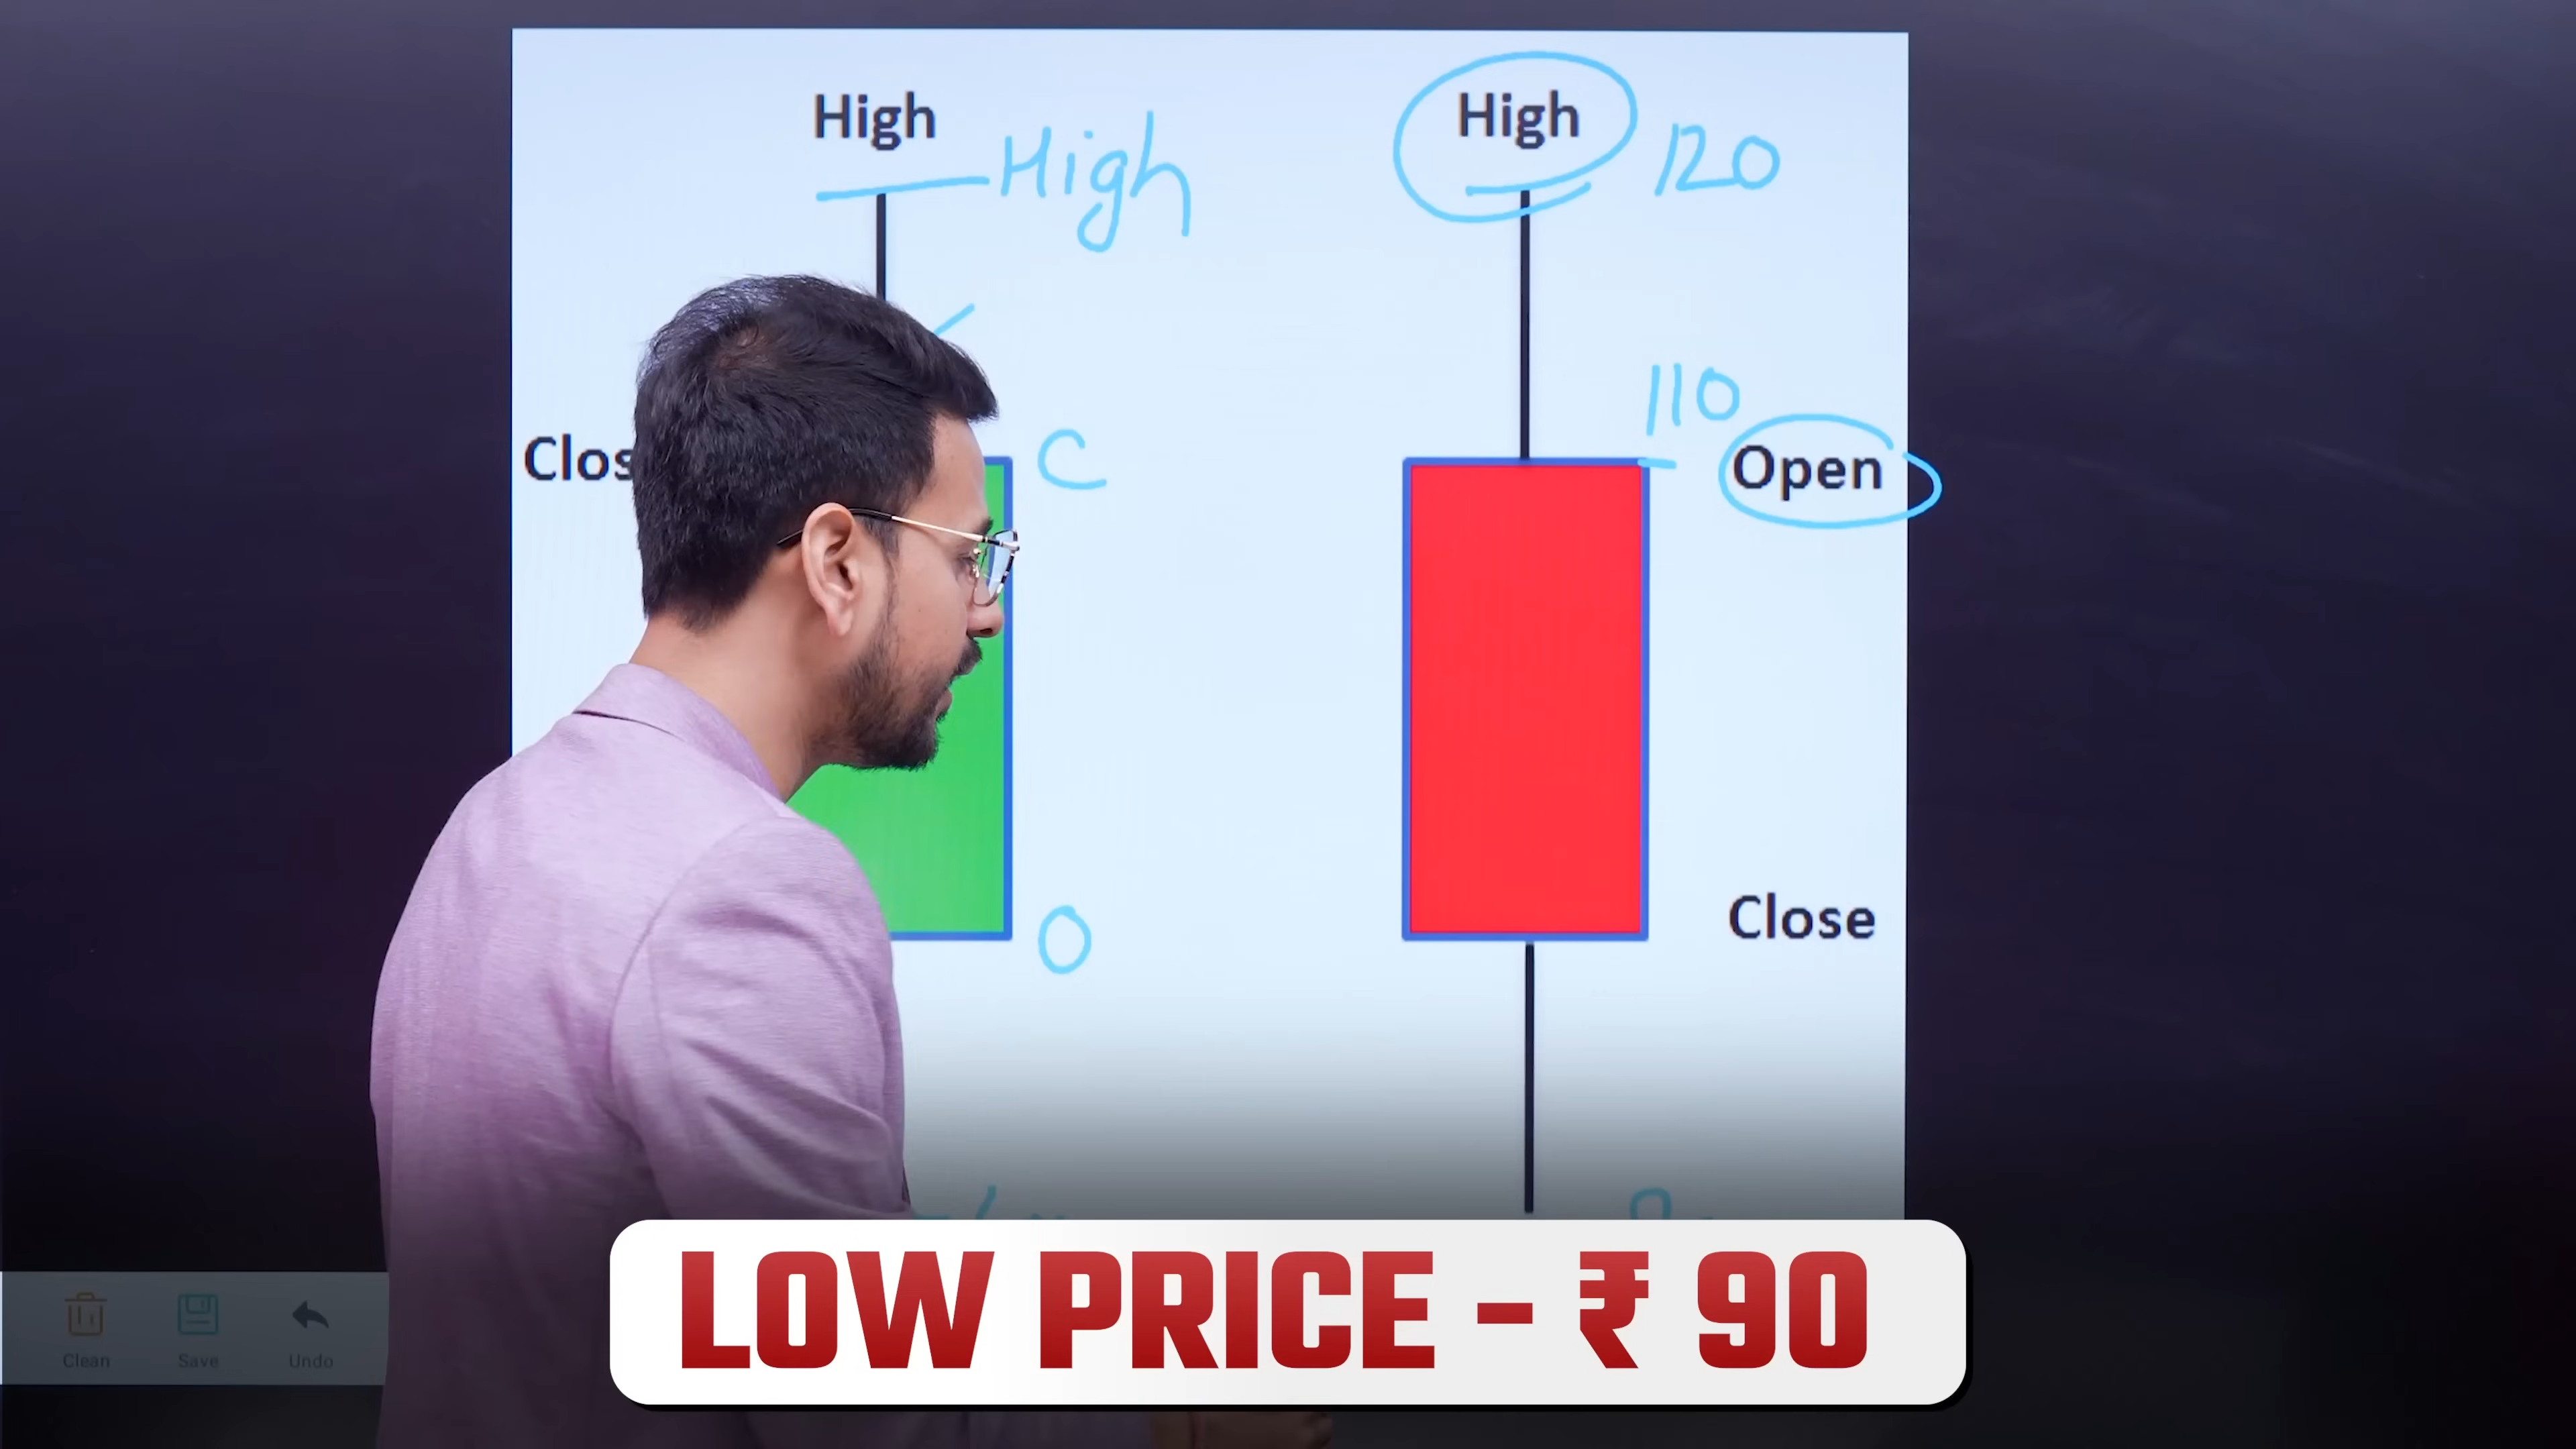 High
High
High
120
110
Clos
C
Open
O
Close
LOW PRICE - ₹ 90
Clean
Save
Undo